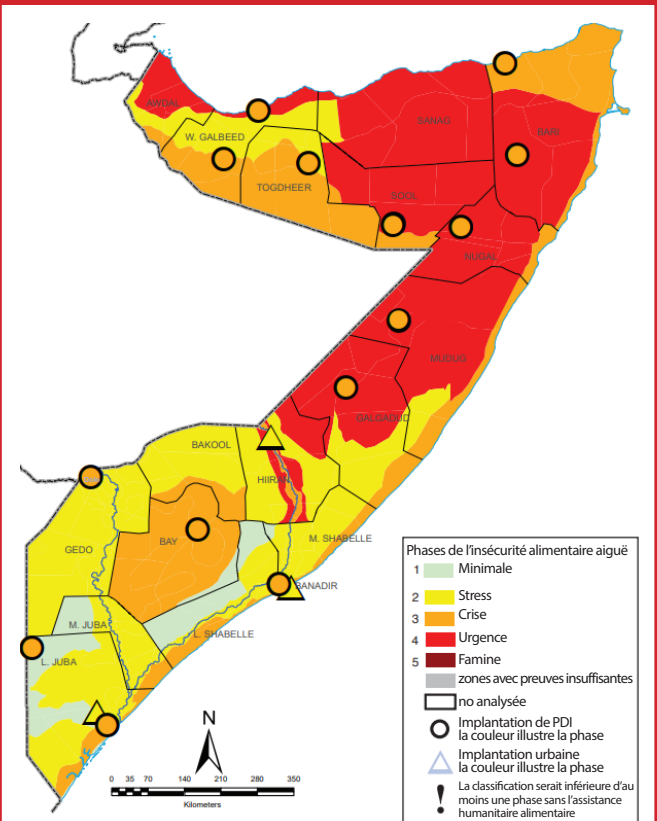 AWDAL
W. GALBEED
TOGDHEER
SANAG
BARI
SOOL
NUGAL
MUDUG
GALGADUD
BAKOOL
HIIRAN
GEDO
BAY
M. SHABELLE
BANADIR
M. JUBA
L. SHABELLE
L. JUBA
N
0 35 70 140 210 280 350
Kilometers
Phases de l'insécurité alimentaire aiguë
1 Minimale
2 Stress
3 Crise
4 Urgence
5 Famine
zones avec preuves insuffisantes
no analysée
Implantation de PDI
la couleur illustre la phase
Implantation urbaine
la couleur illustre la phase
! La classification serait inférieure d'au
moins une phase sans l'assistance
humanitaire alimentaire